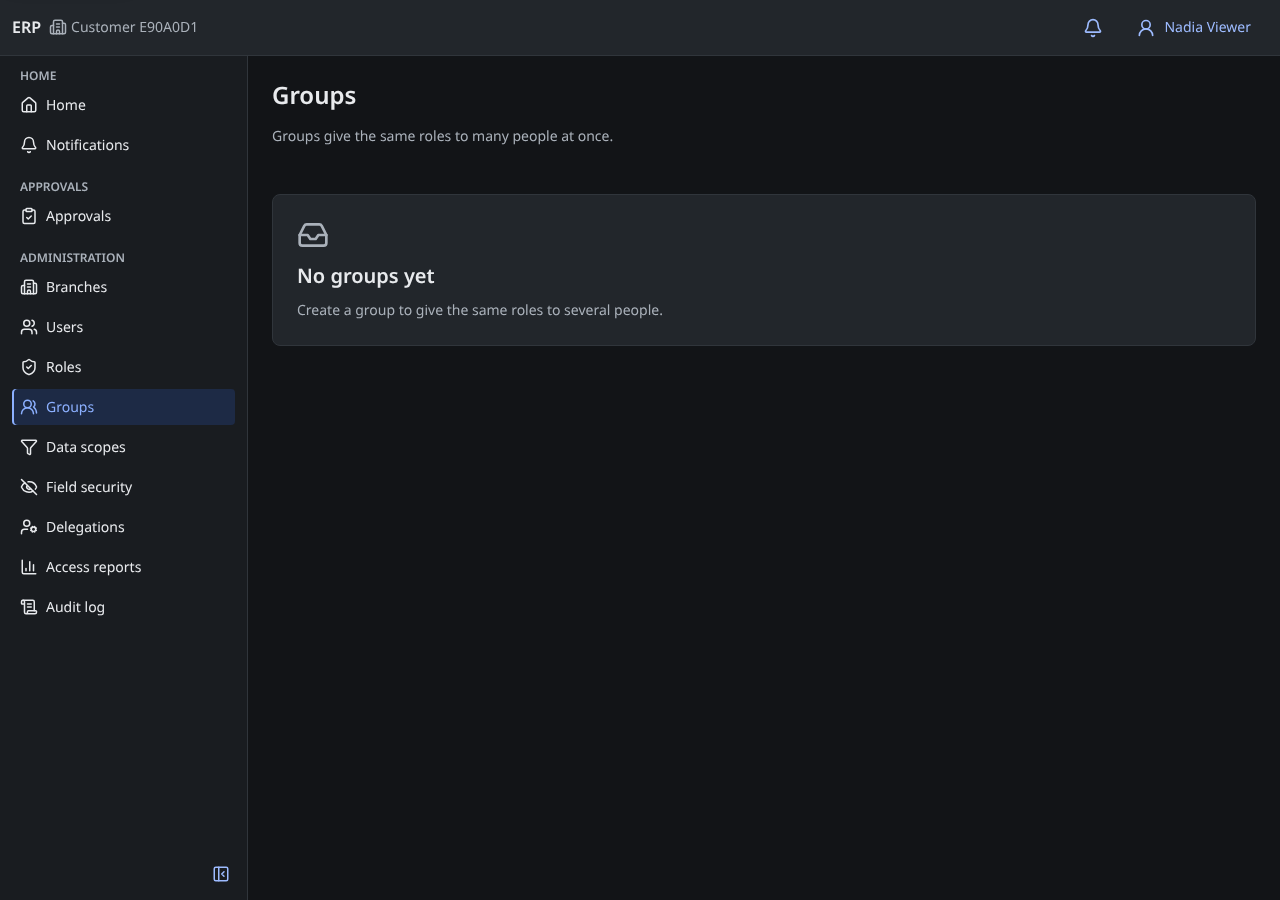 ERP Customer E90A0D1
Nadia Viewer
HOME
Home
Notifications
APPROVALS
Approvals
ADMINISTRATION
Branches
Users
Roles
Groups
Data scopes
Field security
Delegations
Access reports
Audit log
Groups
Groups give the same roles to many people at once.
No groups yet
Create a group to give the same roles to several people.